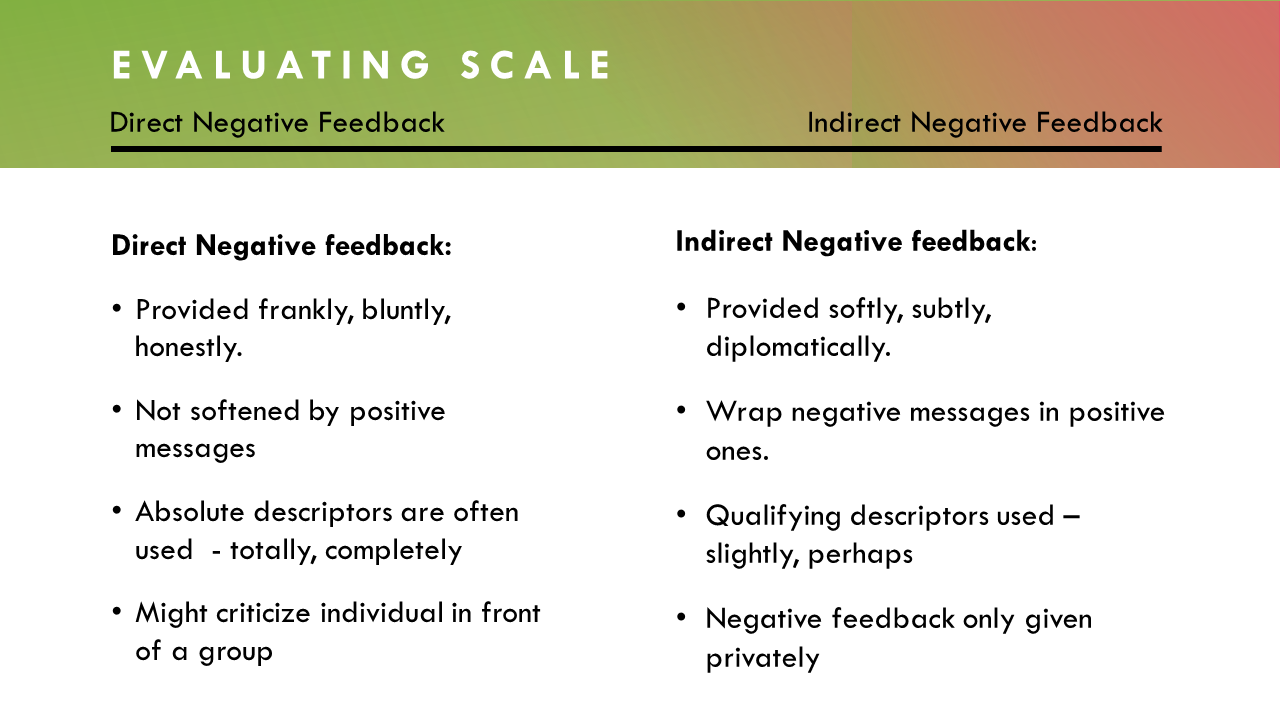 EVALUATING SCALE
Direct Negative Feedback
Indirect Negative Feedback
Direct Negative feedback:
• Provided frankly, bluntly,
honestly.
• Not softened by positive
messages
• Absolute descriptors are often
used  - totally, completely
• Might criticize individual in front
of a group
Indirect Negative feedback:
• Provided softly, subtly,
diplomatically.
• Wrap negative messages in positive
ones.
• Qualifying descriptors used –
slightly, perhaps
• Negative feedback only given
privately